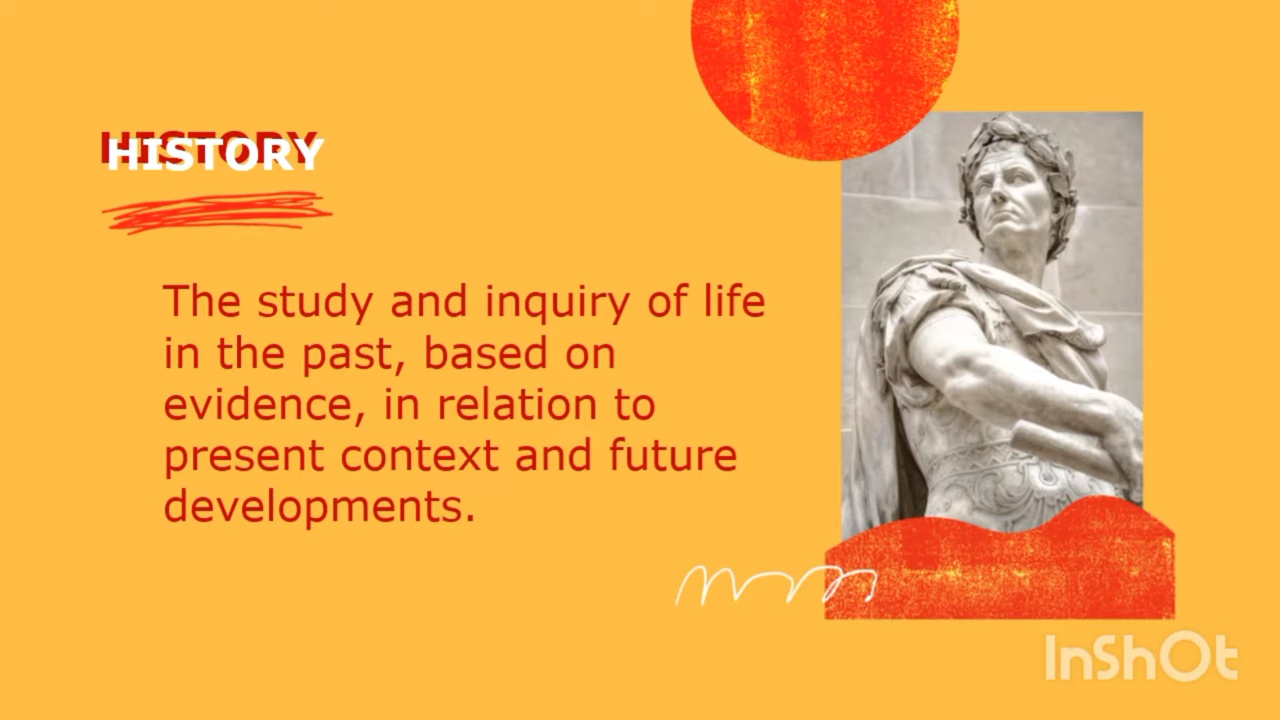 HISTORY
The study and inquiry of life
in the past, based on
evidence, in relation to
present context and future
developments.
InShOt